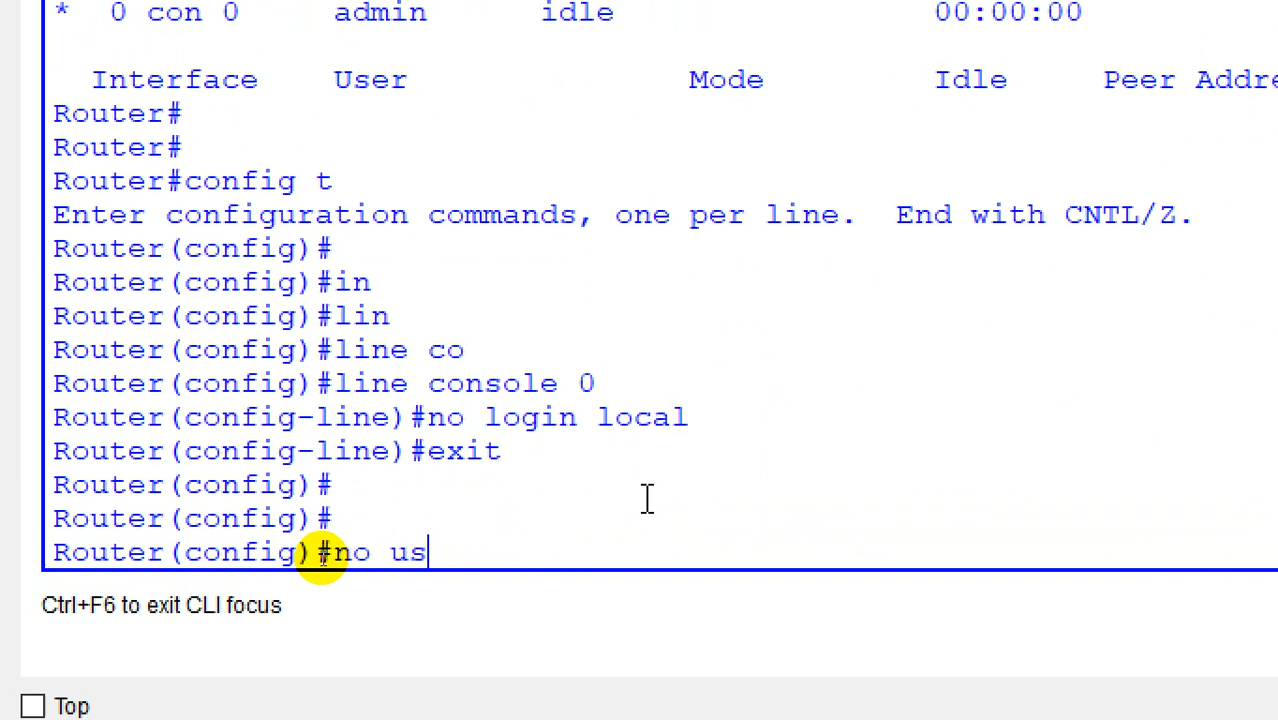 * 0 con 0 admin idle 00:00:00
Interface User Mode Idle Peer Addre
Router#
Router#
Router#config t
Enter configuration commands, one per line. End with CNTL/Z.
Router(config)#
Router(config)#in
Router(config)#lin
Router(config)#line co
Router(config)#line console 0
Router(config-line)#no login local
Router(config-line)#exit
Router(config)#
Router(config)#
Router(config)#no us
Ctrl+F6 to exit CLI focus
Top